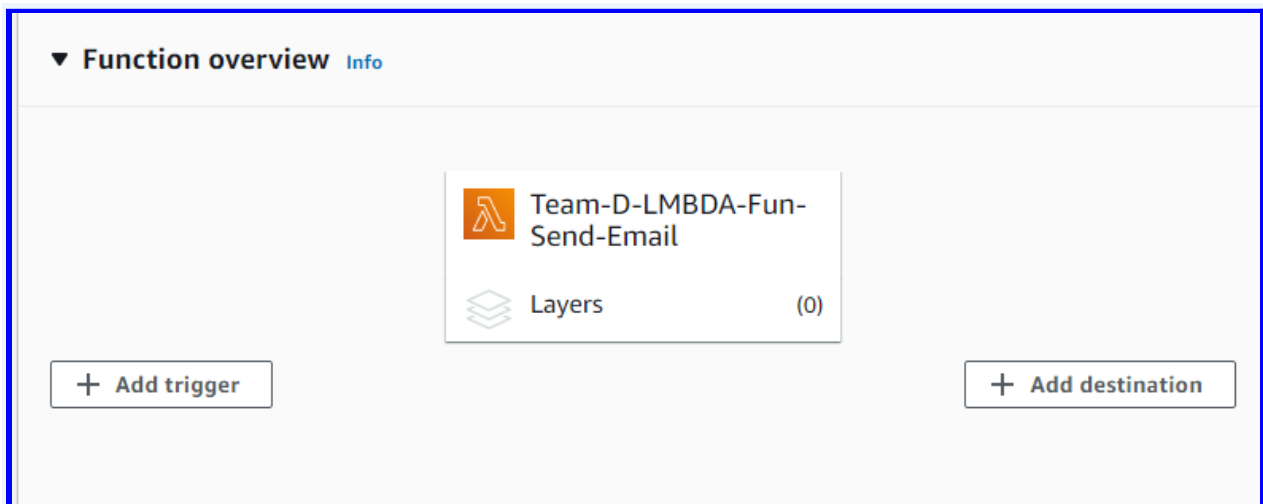 Function overview Info
Team-D-LMBDA-Fun-
Send-Email
Layers (0)
+ Add trigger
+ Add destination